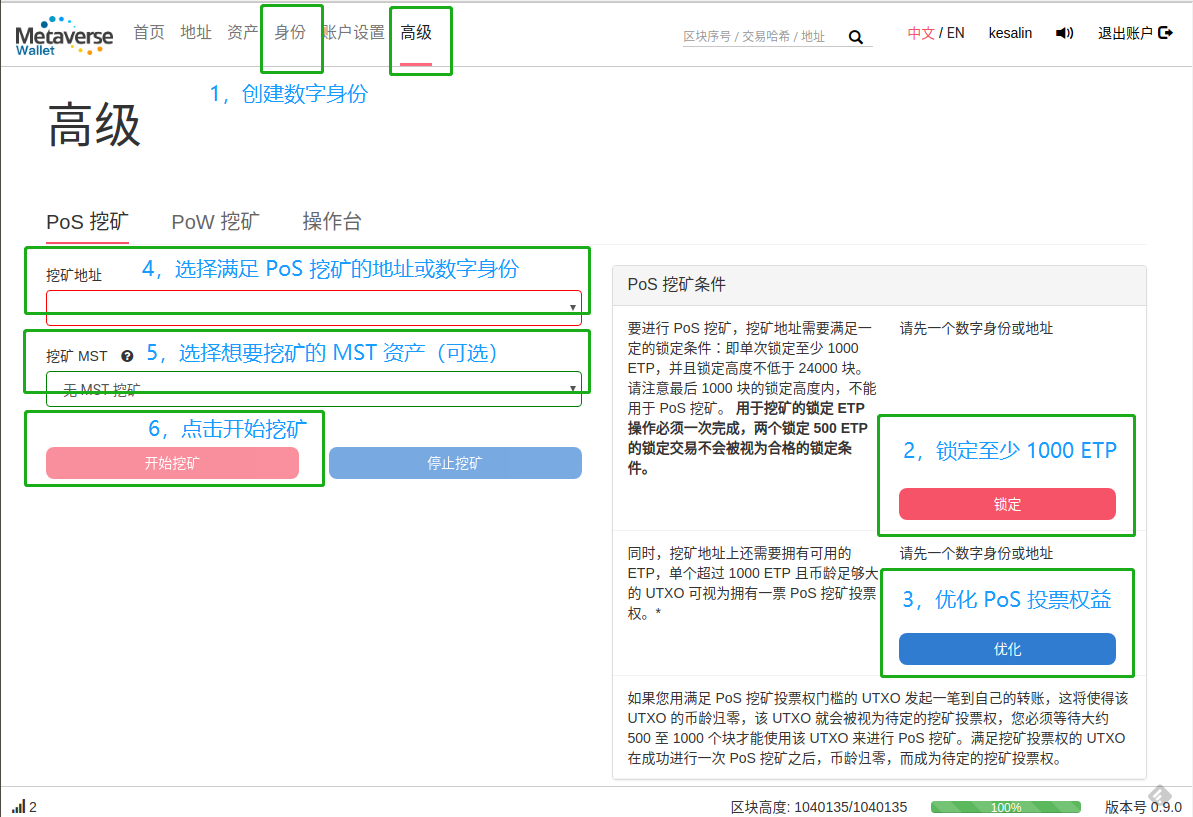 Metaverse
Wallet
首页 地址 资产 身份 账户设置 高级
区块序号 / 交易哈希 / 地址
中文 / EN kesalin 退出账户
1，创建数字身份
高级
PoS 挖矿 PoW 挖矿 操作台
挖矿地址 4，选择满足 PoS 挖矿的地址或数字身份
挖矿 MST 5，选择想要挖矿的 MST 资产（可选）
无 MST 挖矿
6，点击开始挖矿
开始挖矿 停止挖矿
PoS 挖矿条件
要进行 PoS 挖矿，挖矿地址需要满足一
定的锁定条件：即单次锁定至少 1000
ETP，并且锁定高度不低于 24000 块。
请注意最后 1000 块的锁定高度内，不能
用于 PoS 挖矿。 用于挖矿的锁定 ETP
操作必须一次完成，两个锁定 500 ETP
的锁定交易不会被视为合格的锁定条
件。
请先一个数字身份或地址
2，锁定至少 1000 ETP
锁定
同时，挖矿地址上还需要拥有可用的
ETP，单个超过 1000 ETP 且币龄足够大
的 UTXO 可视为拥有一票 PoS 挖矿投票
权。*
请先一个数字身份或地址
3，优化 PoS 投票权益
优化
如果您用满足 PoS 挖矿投票权门槛的 UTXO 发起一笔到自己的转账，这将使得该
UTXO 的币龄归零，该 UTXO 就会被视为待定的挖矿投票权，您必须等待大约
500 至 1000 个块才能使用该 UTXO 来进行 PoS 挖矿。满足挖矿投票权的 UTXO
在成功进行一次 PoS 挖矿之后，币龄归零，而成为待定的挖矿投票权。
2
区块高度: 1040135/1040135 100% 版本号 0.9.0